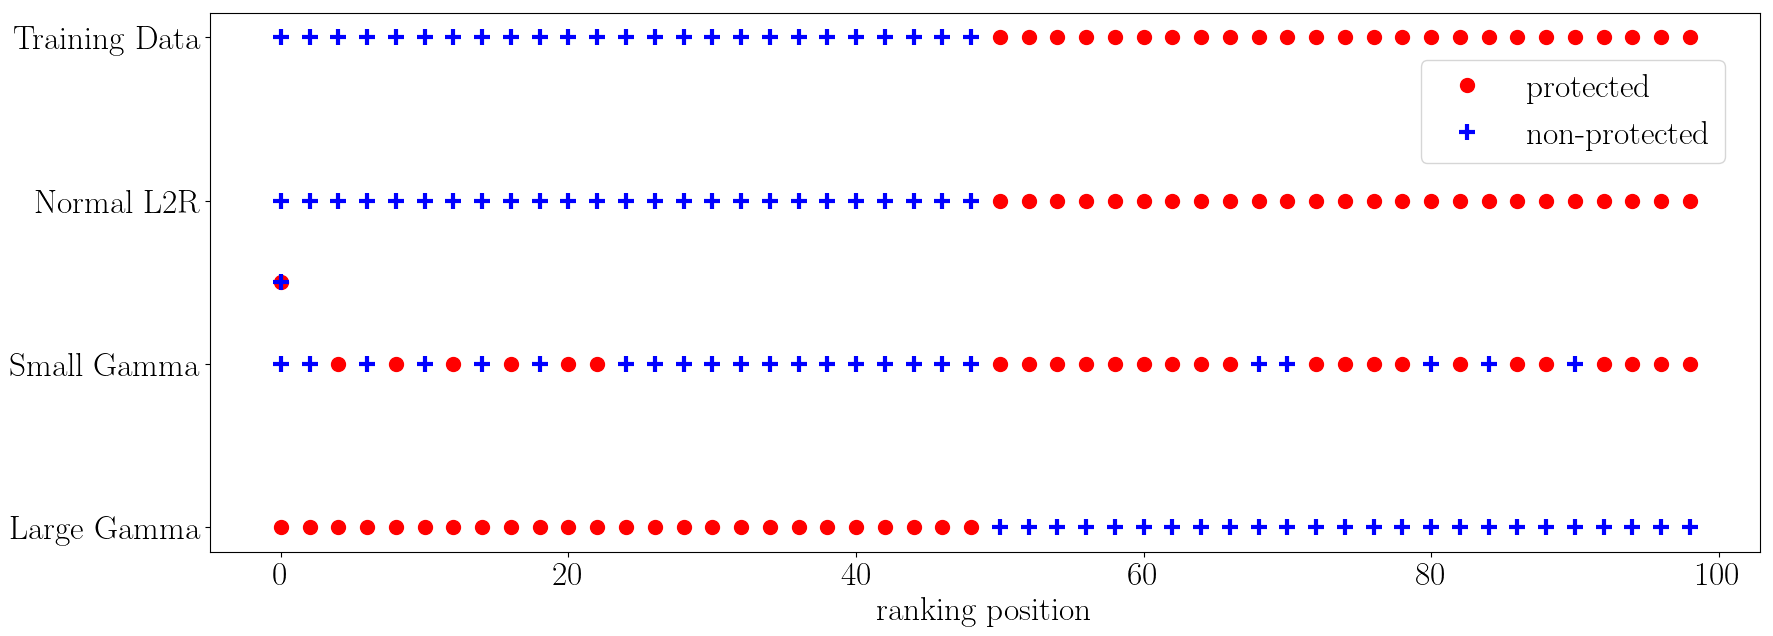 Training Data
protected
non-protected
Normal L2R
Small Gamma
Large Gamma
0 20 40 60 80 100
ranking position